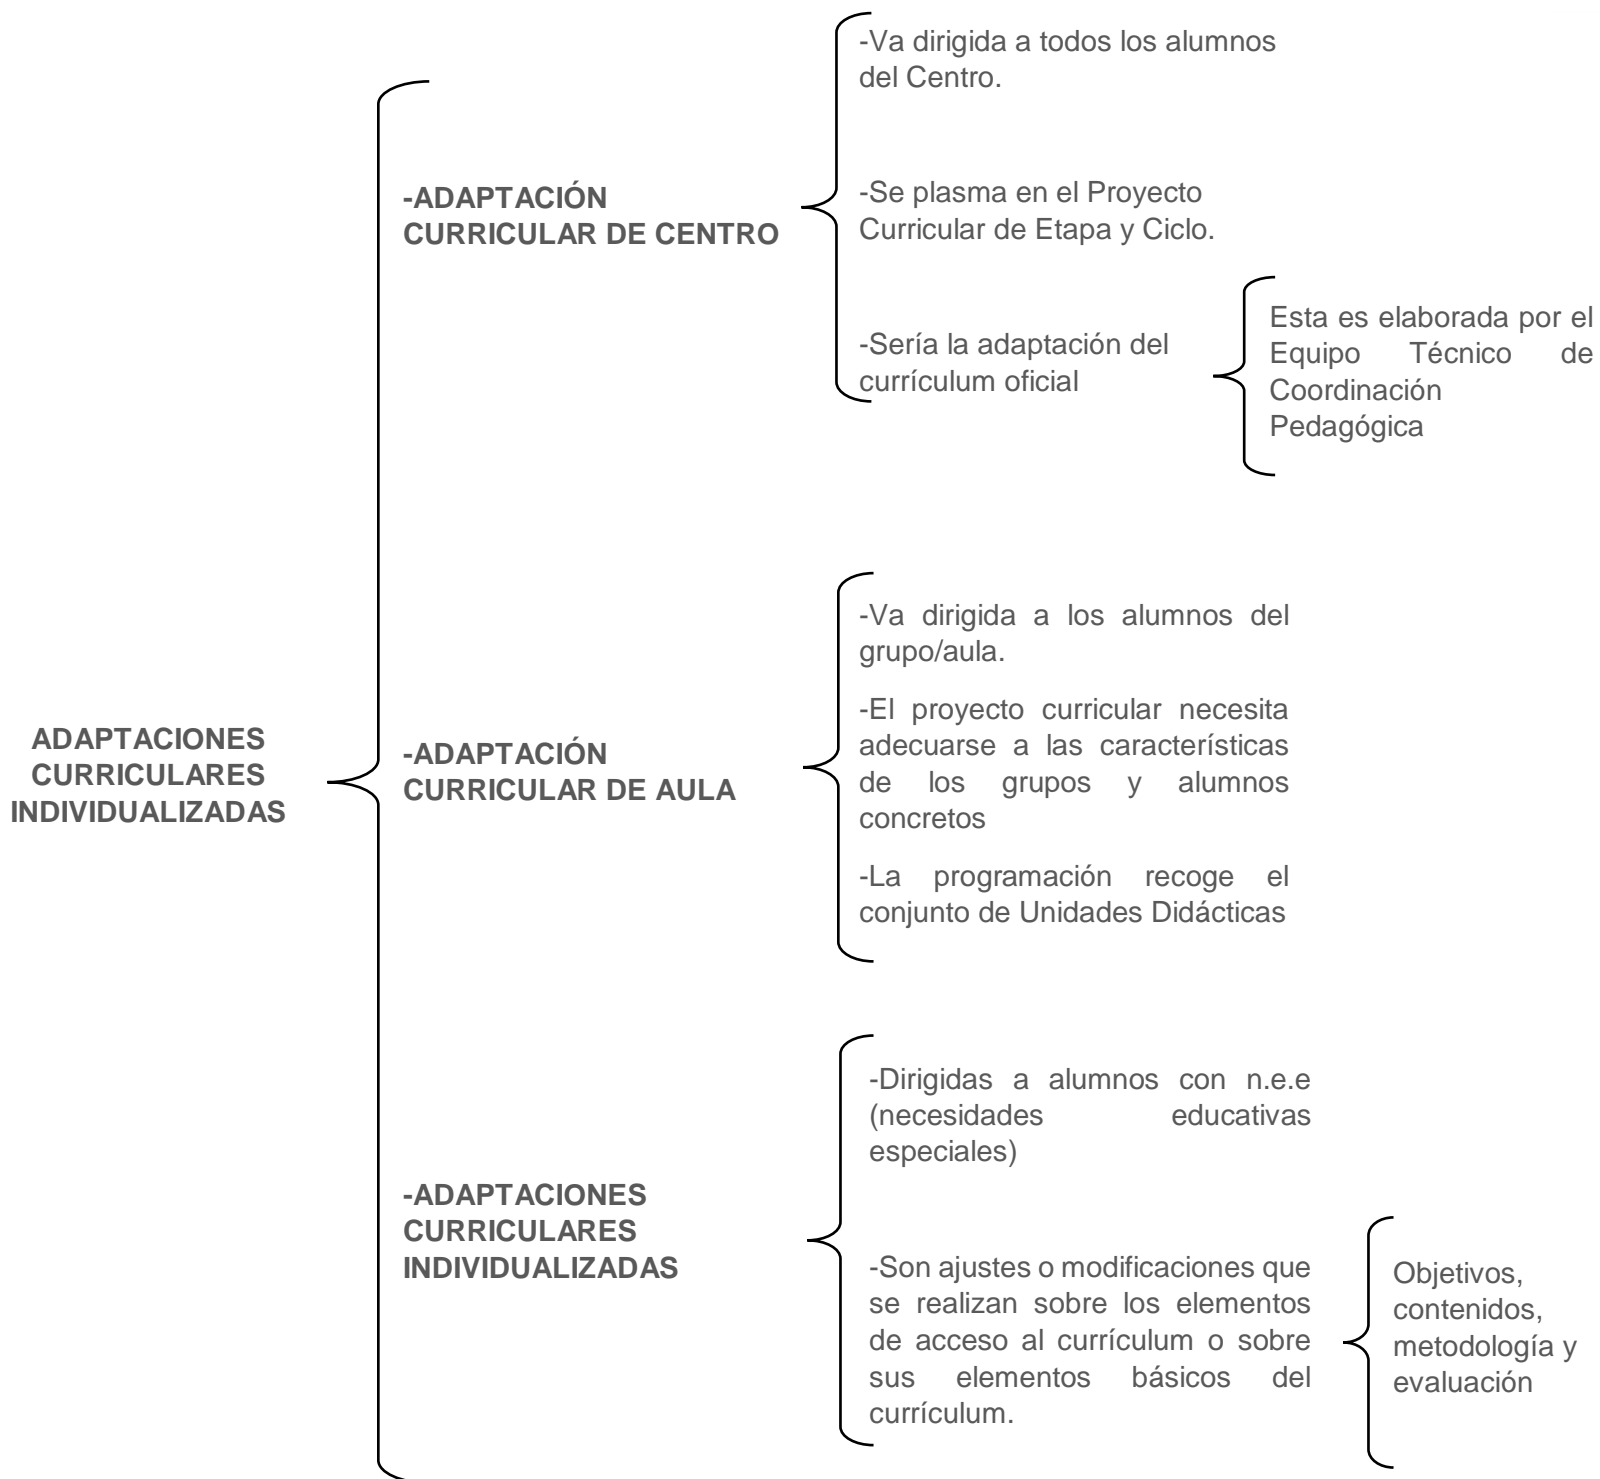 ADAPTACIONES
CURRICULARES
INDIVIDUALIZADAS
-ADAPTACIÓN
CURRICULAR DE CENTRO
-Va dirigida a todos los alumnos
del Centro.
-Se plasma en el Proyecto
Curricular de Etapa y Ciclo.
-Sería la adaptación del
currículum oficial
Esta es elaborada por el
Equipo Técnico de
Coordinación
Pedagógica
-ADAPTACIÓN
CURRICULAR DE AULA
-Va dirigida a los alumnos del
grupo/aula.
-El proyecto curricular necesita
adecuarse a las características
de los grupos y alumnos
concretos
-La programación recoge el
conjunto de Unidades Didácticas
-ADAPTACIONES
CURRICULARES
INDIVIDUALIZADAS
-Dirigidas a alumnos con n.e.e
(necesidades educativas
especiales)
-Son ajustes o modificaciones que
se realizan sobre los elementos
de acceso al currículum o sobre
sus elementos básicos del
currículum.
Objetivos,
contenidos,
metodología y
evaluación